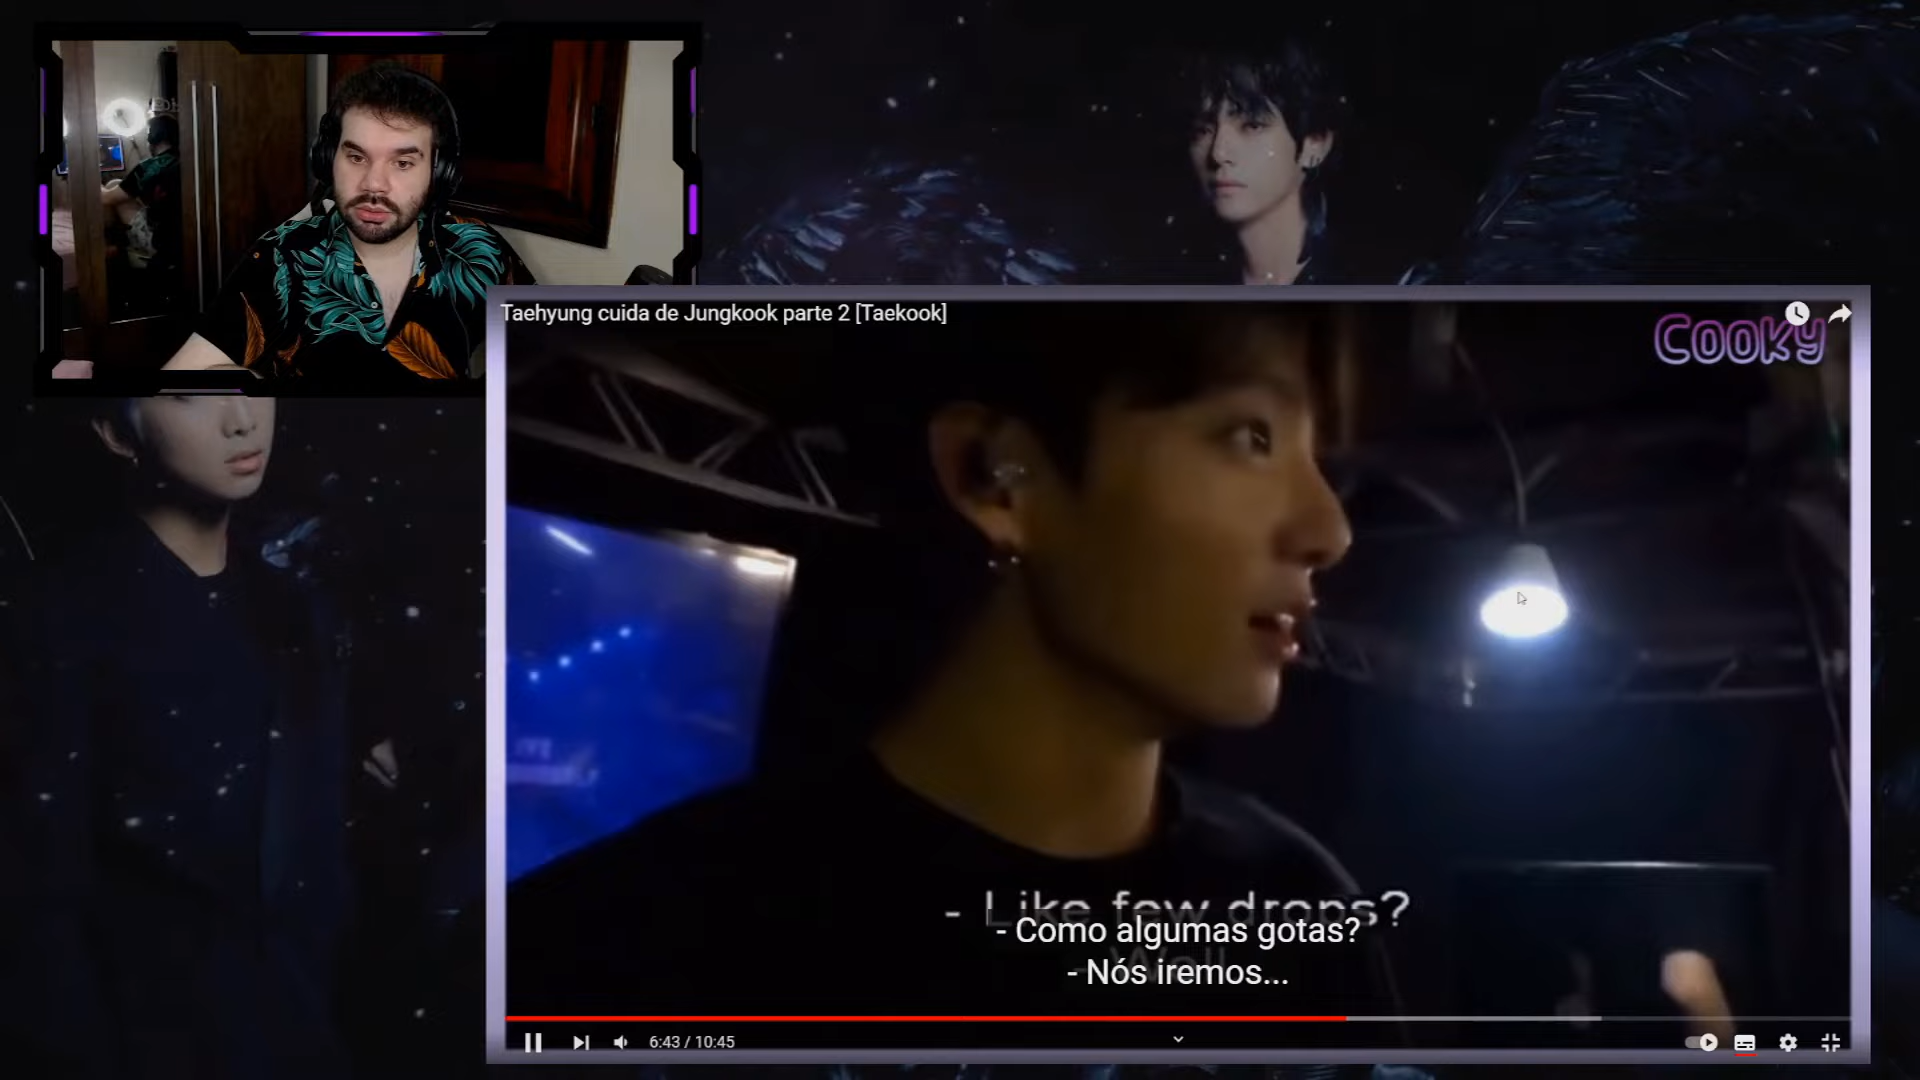 Taehyung cuida de Jungkook parte 2 [Taekook]
Cooky
- Like few drops?
- Como algumas gotas?
- Well
- Nós iremos...
6:43 / 10:45